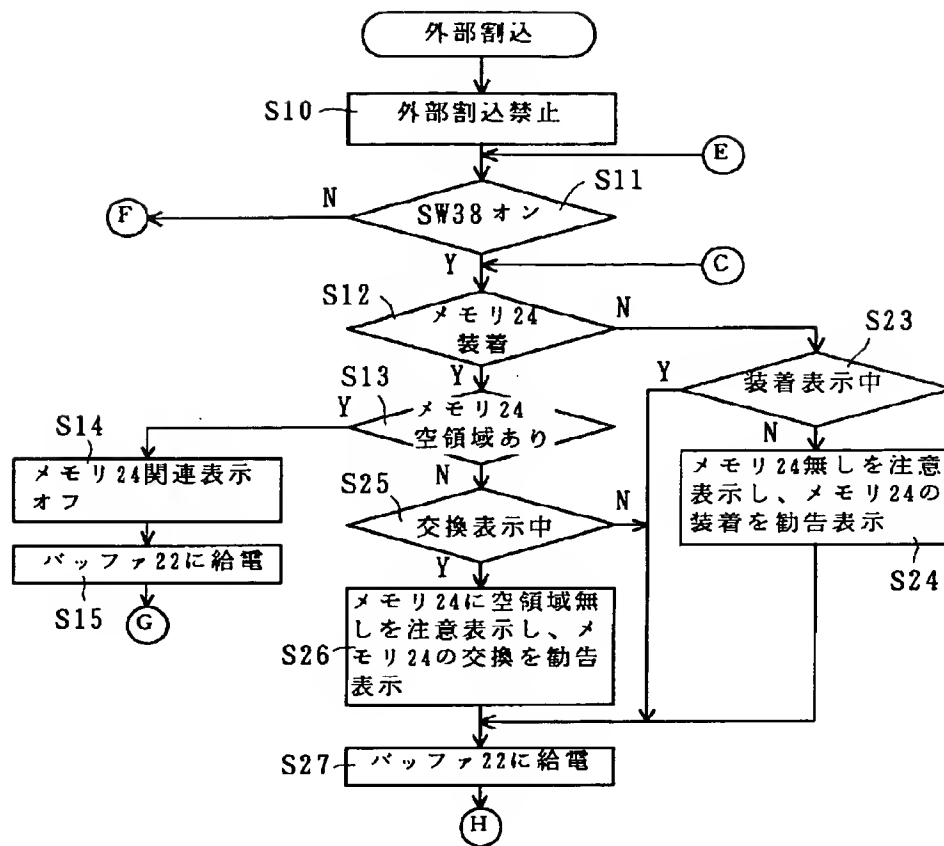 外部割込
S10
外部割込禁止
E
S11
N
SW38オン
F
Y
C
S12
メモリ24
装着
N
S23
Y
装着表示中
S13
Y
Y
メモリ24
空領域あり
N
S14
メモリ24関連表示
オフ
N
S25
交換表示中
N
メモリ24無しを注意
表示し、メモリ24の
装着を勧告表示
S24
バッファ22に給電
S15
G
Y
メモリ24に空領域無
しを注意表示し、メ
モリ24の交換を勧告
表示
S26
S27
バッファ22に給電
H